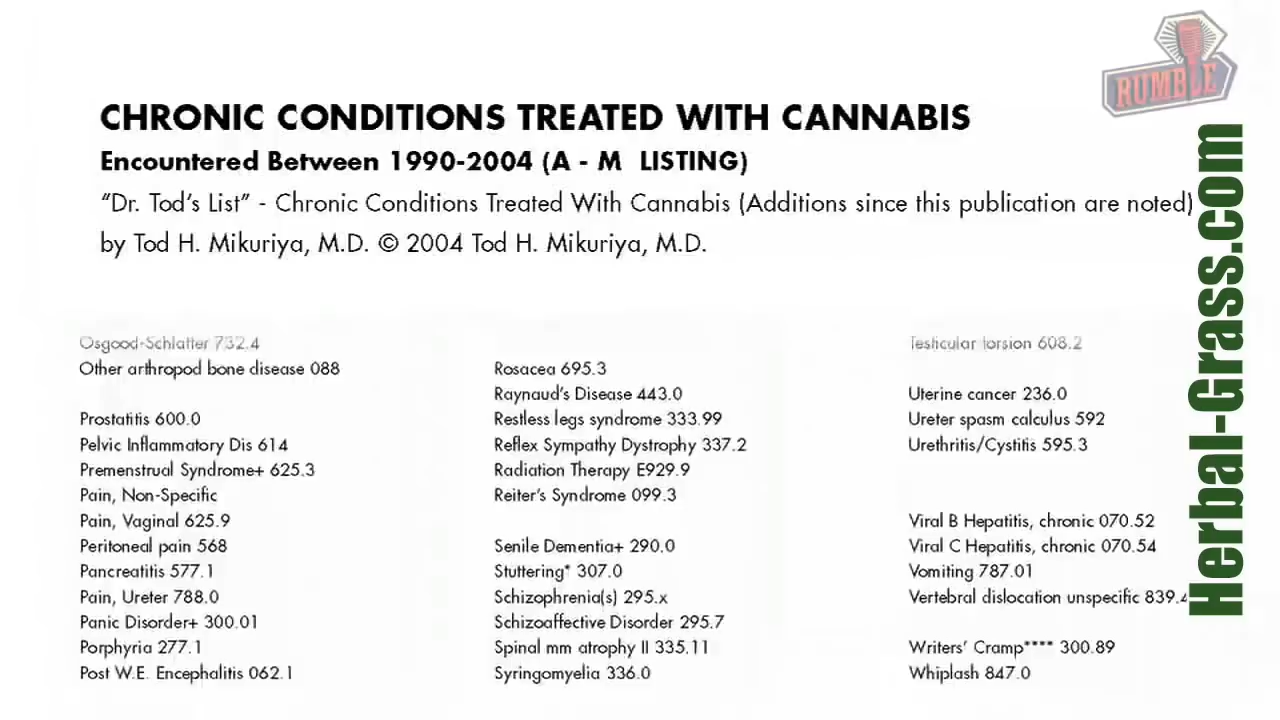 RUMBLE
CHRONIC CONDITIONS TREATED WITH CANNABIS
Encountered Between 1990-2004 (A - M LISTING)
“Dr. Tod’s List” - Chronic Conditions Treated With Cannabis (Additions since this publication are noted)
by Tod H. Mikuriya, M.D. © 2004 Tod H. Mikuriya, M.D.
Osgood-Schlatter 732.4
Other arthropod bone disease 088
Prostatitis 600.0
Pelvic Inflammatory Dis 614
Premenstrual Syndrome+ 625.3
Pain, Non-Specific
Pain, Vaginal 625.9
Peritoneal pain 568
Pancreatitis 577.1
Pain, Ureter 788.0
Panic Disorder+ 300.01
Porphyria 277.1
Post W.E. Encephalitis 062.1
Rosacea 695.3
Raynaud’s Disease 443.0
Restless legs syndrome 333.99
Reflex Sympathy Dystrophy 337.2
Radiation Therapy E929.9
Reiter’s Syndrome 099.3
Senile Dementia+ 290.0
Stuttering* 307.0
Schizophrenia(s) 295.x
Schizoaffective Disorder 295.7
Spinal mm atrophy II 335.11
Syringomyelia 336.0
Testicular torsion 608.2
Uterine cancer 236.0
Ureter spasm calculus 592
Urethritis/Cystitis 595.3
Viral B Hepatitis, chronic 070.52
Viral C Hepatitis, chronic 070.54
Vomiting 787.01
Vertebral dislocation unspecific 839.4
Writers’ Cramp**** 300.89
Whiplash 847.0
Herbal-Grass.com